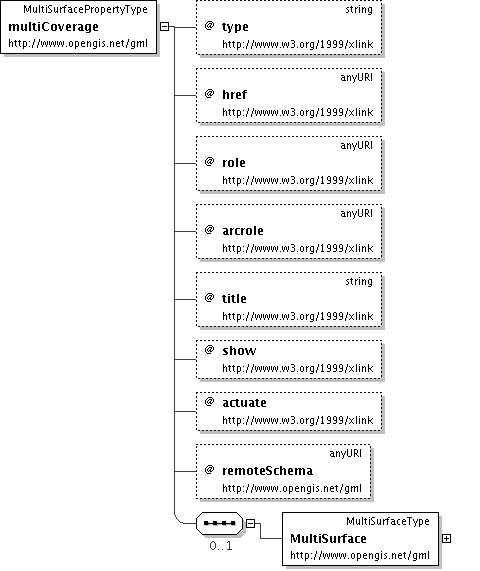 MultiSurfacePropertyType
multiCoverage
http://www.opengis.net/gml
string
@ type
http://www.w3.org/1999/xlink
anyURI
@ href
http://www.w3.org/1999/xlink
anyURI
@ role
http://www.w3.org/1999/xlink
anyURI
@ arcrole
http://www.w3.org/1999/xlink
string
@ title
http://www.w3.org/1999/xlink
@ show
http://www.w3.org/1999/xlink
@ actuate
http://www.w3.org/1999/xlink
anyURI
@ remoteSchema
http://www.opengis.net/gml
0..1
MultiSurfaceType
MultiSurface
http://www.opengis.net/gml